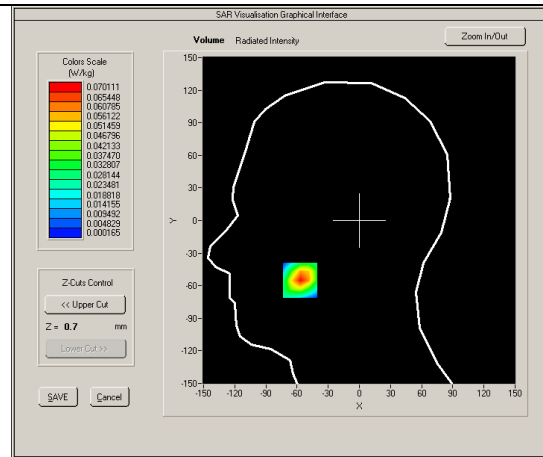 SAR Visualisation Graphical Interface
Volume Radiated Intensity
Zoom In/Out
Colors Scale
(W/kg)
0.070111
0.065448
0.060785
0.056122
0.051459
0.046796
0.042133
0.037470
0.032807
0.028144
0.023481
0.018818
0.014155
0.009492
0.004829
0.000165
Z-Cuts Control
<< Upper Cut
Z = 0.7 mm
Lower Cut >>
SAVE Cancel
150
120
90
60
30
0
-30
-60
-90
-120
-150
Y
-150 -120 -90 -60 -30 0 30 60 90 120 150
X